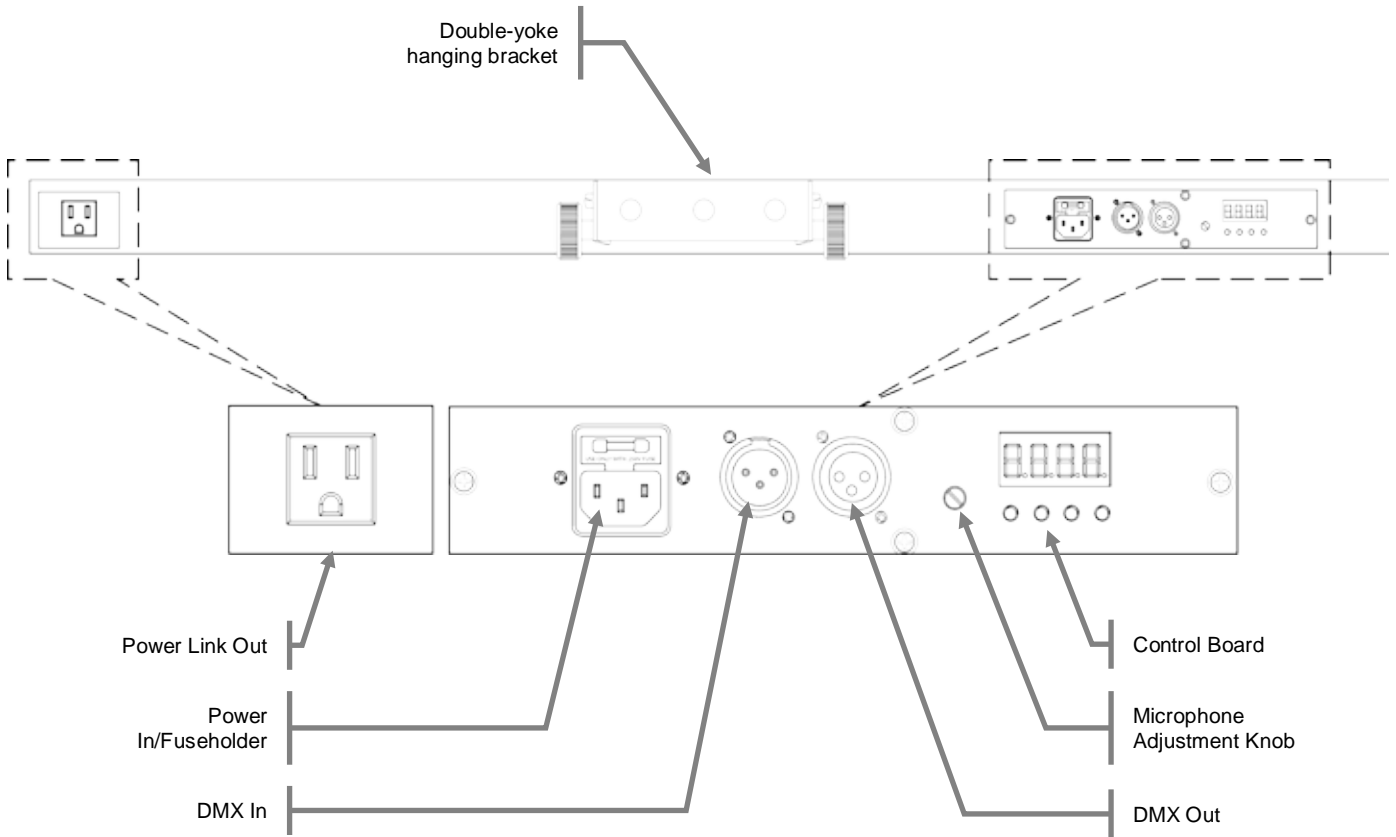 Double-yoke
hanging bracket
Power Link Out
Power
In/Fuseholder
DMX In
Control Board
Microphone
Adjustment Knob
DMX Out